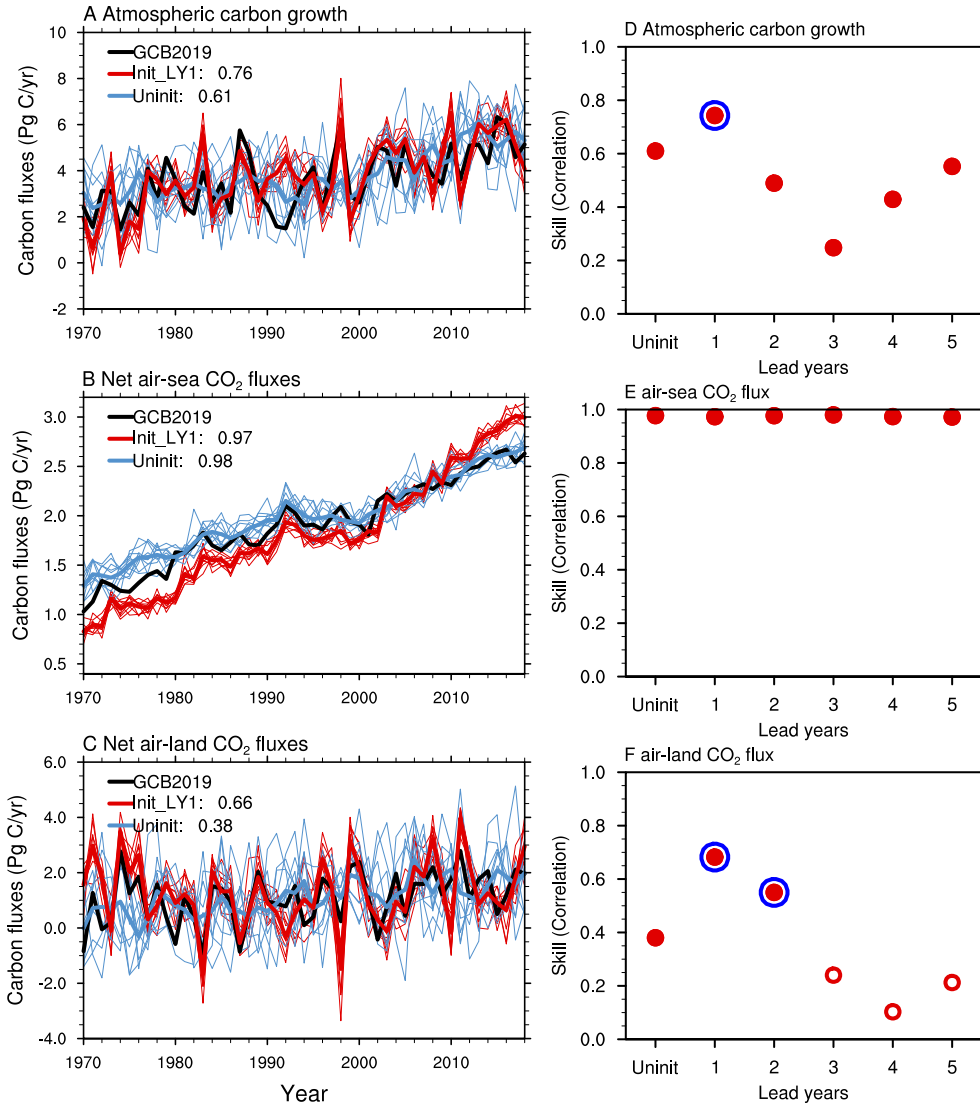 A Atmospheric carbon growth
Carbon fluxes (Pg C/yr)
10
8
6
4
2
0
-2
GCB2019
Init_LY1: 0.76
Uninit: 0.61
1970 1980 1990 2000 2010
D Atmospheric carbon growth
Skill (Correlation)
1.0
0.8
0.6
0.4
0.2
0.0
Uninit 1 2 3 4 5
Lead years
B Net air-sea CO₂ fluxes
Carbon fluxes (Pg C/yr)
3.0
2.5
2.0
1.5
1.0
0.5
GCB2019
Init_LY1: 0.97
Uninit: 0.98
1970 1980 1990 2000 2010
E air-sea CO₂ flux
Skill (Correlation)
1.0
0.8
0.6
0.4
0.2
0.0
Uninit 1 2 3 4 5
Lead years
C Net air-land CO₂ fluxes
Carbon fluxes (Pg C/yr)
6.0
4.0
2.0
0.0
-2.0
-4.0
GCB2019
Init_LY1: 0.66
Uninit: 0.38
1970 1980 1990 2000 2010
Year
F air-land CO₂ flux
Skill (Correlation)
1.0
0.8
0.6
0.4
0.2
0.0
Uninit 1 2 3 4 5
Lead years